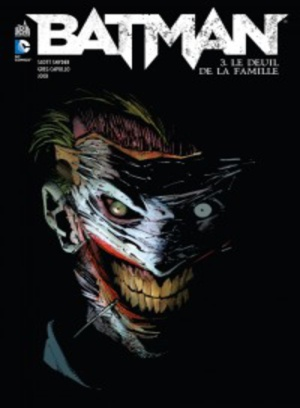 BATMAN
3. LE DEUIL
DE LA FAMILLE
SCOTT SNYDER
GREG CAPULLO
JOCK